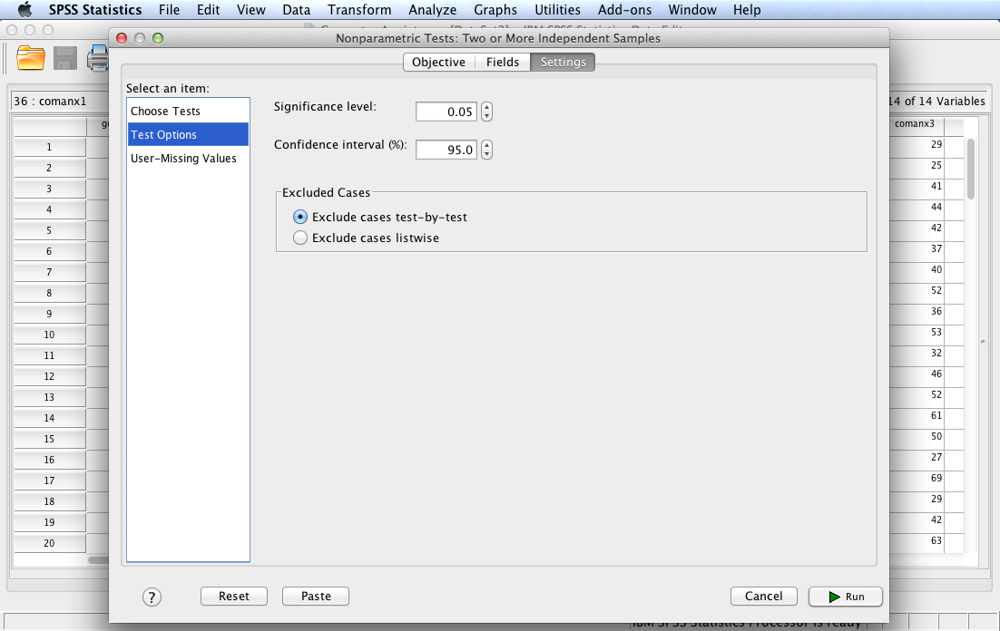 SPSS Statistics File Edit View Data Transform Analyze Graphs Utilities Add-ons Window Help
Nonparametric Tests: Two or More Independent Samples
Objective Fields Settings
36 : comanx1
14 of 14 Variables
comanx3
1
2
3
4
5
6
7
8
9
10
11
12
13
14
15
16
17
18
19
20
Select an item:
Choose Tests
Test Options
User-Missing Values
Significance level: 0.05
Confidence interval (%): 95.0
Excluded Cases
Exclude cases test-by-test
Exclude cases listwise
29
25
41
44
42
37
40
52
36
53
32
46
52
61
50
27
69
29
42
63
? Reset Paste Cancel Run
IBM SPSS Statistics Processor is ready